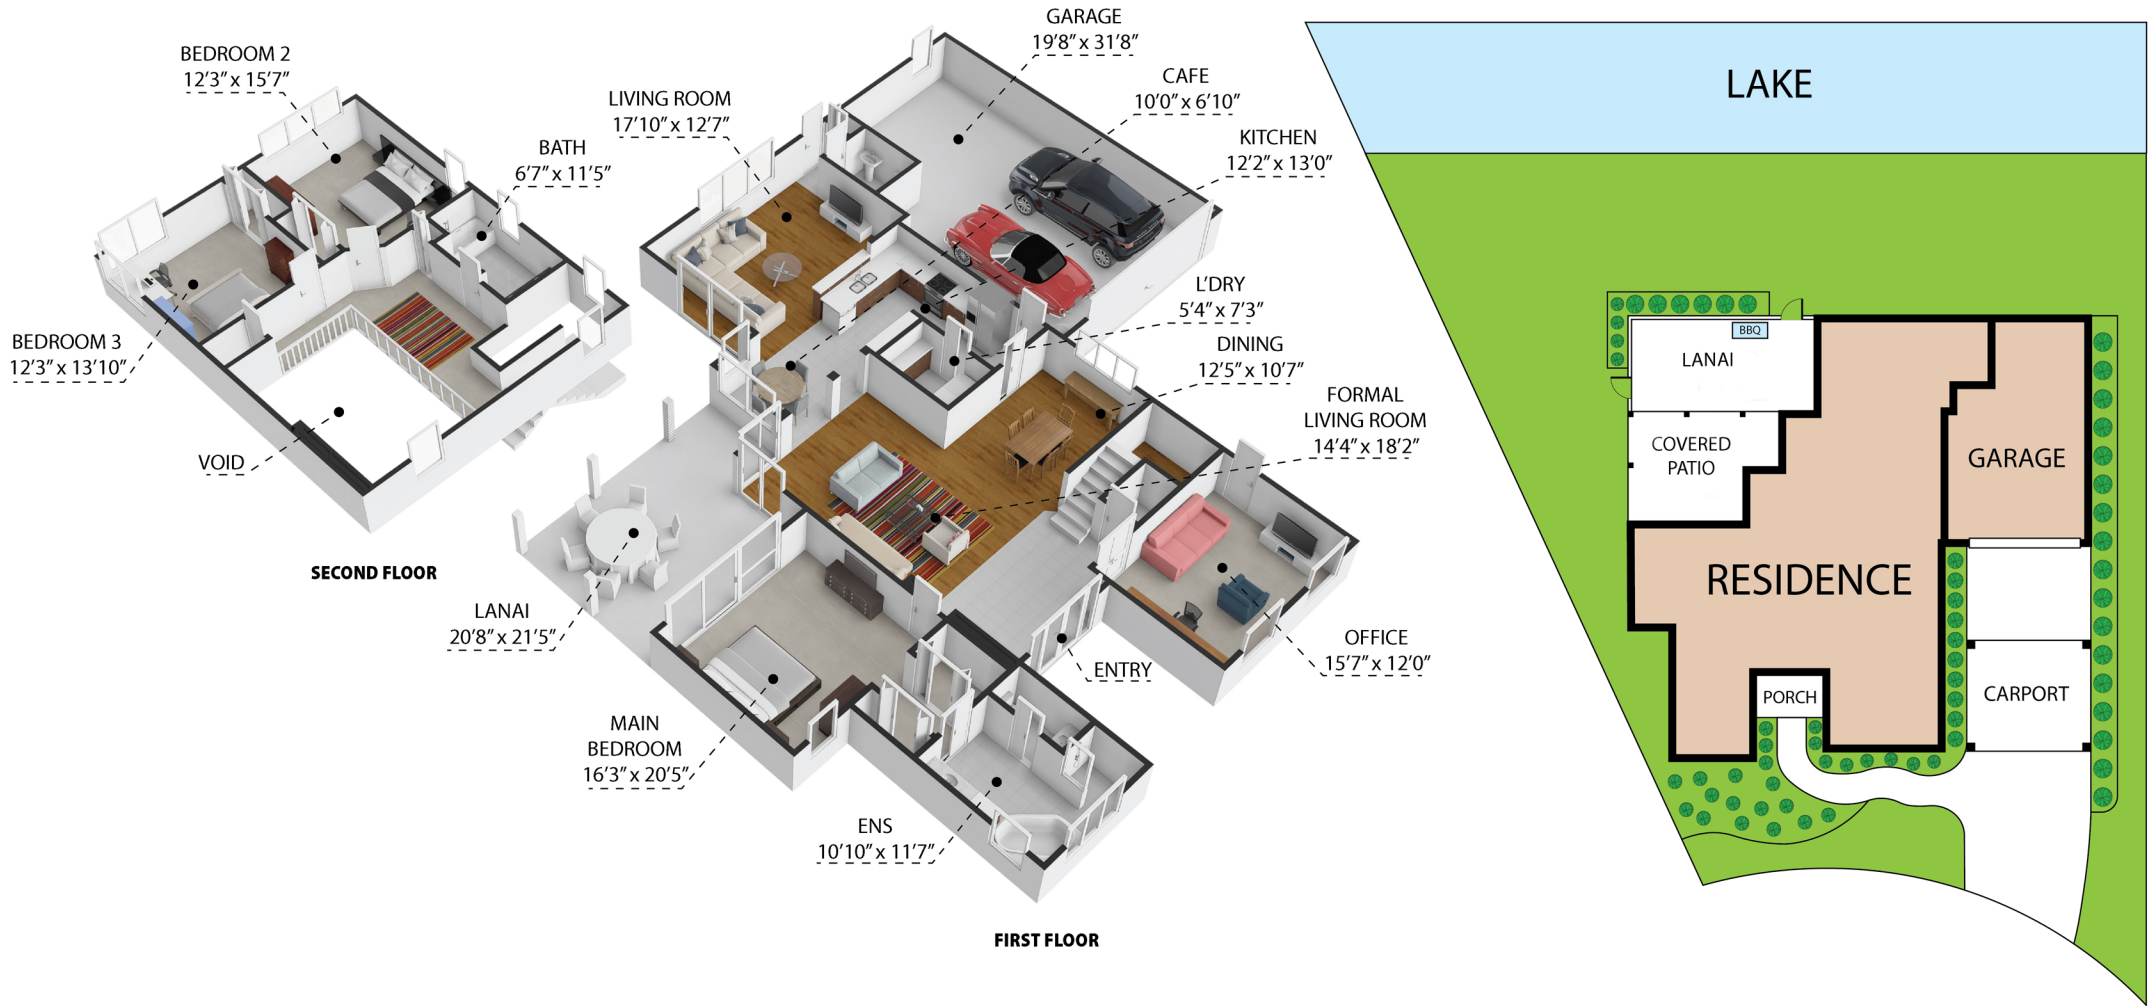 BEDROOM 2
12’3” x 15’7”
BATH
6’7” x 11’5”
BEDROOM 3
12’3” x 13’10”
VOID
SECOND FLOOR
GARAGE
19’8” x 31’8”
CAFE
10’0” x 6’10”
KITCHEN
12’2” x 13’0”
LIVING ROOM
17’10” x 12’7”
L’DRY
5’4” x 7’3”
DINING
12’5” x 10’7”
FORMAL
LIVING ROOM
14’4” x 18’2”
LANAI
20’8” x 21’5”
OFFICE
15’7” x 12’0”
ENTRY
MAIN
BEDROOM
16’3” x 20’5”
ENS
10’10” x 11’7”
FIRST FLOOR
LAKE
BBQ
LANAI
COVERED
PATIO
GARAGE
RESIDENCE
PORCH
CARPORT